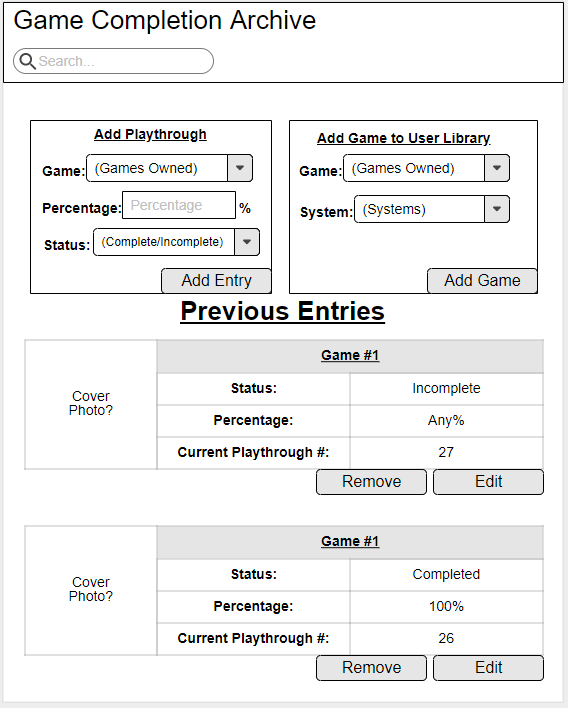 Game Completion Archive
Search...
Add Playthrough
Game: (Games Owned)
Percentage: Percentage %
Status: (Complete/Incomplete)
Add Entry
Add Game to User Library
Game: (Games Owned)
System: (Systems)
Add Game
Previous Entries
Cover
Photo?
Game #1
Status: Incomplete
Percentage: Any%
Current Playthrough #: 27
Remove Edit
Cover
Photo?
Game #1
Status: Completed
Percentage: 100%
Current Playthrough #: 26
Remove Edit